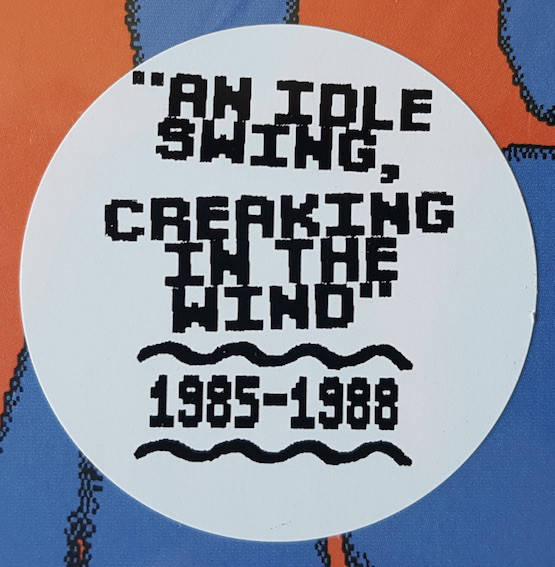 "AN IDLE
SWING,
CREAKING
IN THE
WIND"
1985-1988